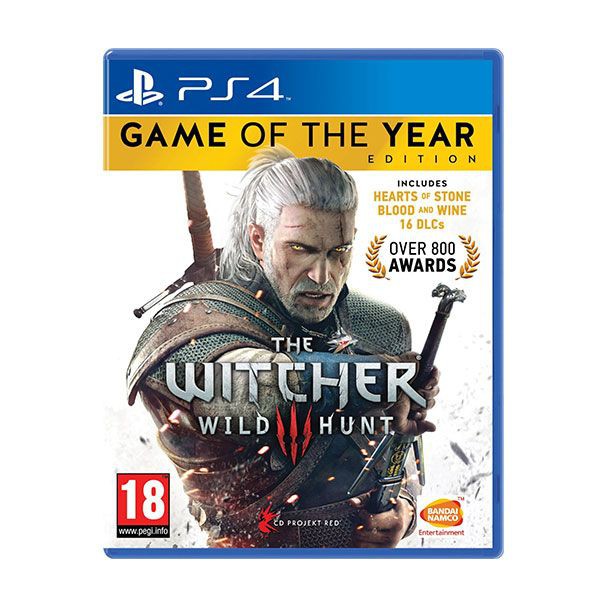 PS4™
GAME OF THE YEAR
EDITION
INCLUDES
HEARTS OF STONE
BLOOD AND WINE
16 DLCs
OVER 800
AWARDS
THE
WITCHER
WILD HUNT
18
www.pegi.info
CD PROJEKT RED®
BANDAI
NAMCO
Entertainment